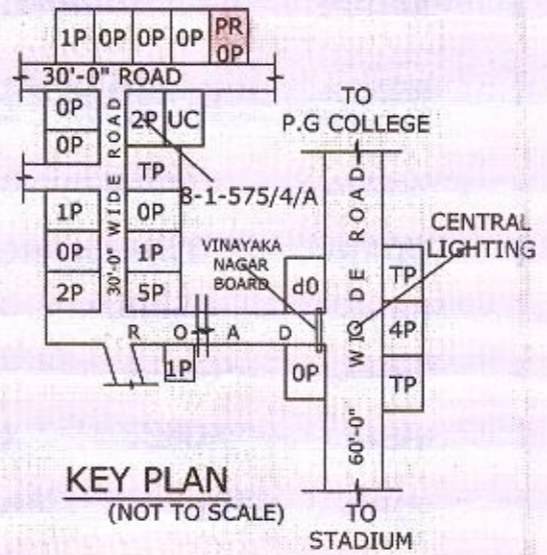 1P 0P 0P 0P PR
0P
30'-0" ROAD
0P 2P UC
0P
TP
1P 0P
0P 1P
2P 5P
30'-0" WIDE ROAD
B-1-575/4/A
TO
P.G COLLEGE
VINAYAKA
NAGAR
BOARD
CENTRAL
LIGHTING
d0
TP
4P
TP
R O A D
1P
0P
60'-0" WIDE ROAD
KEY PLAN
(NOT TO SCALE)
TO
STADIUM